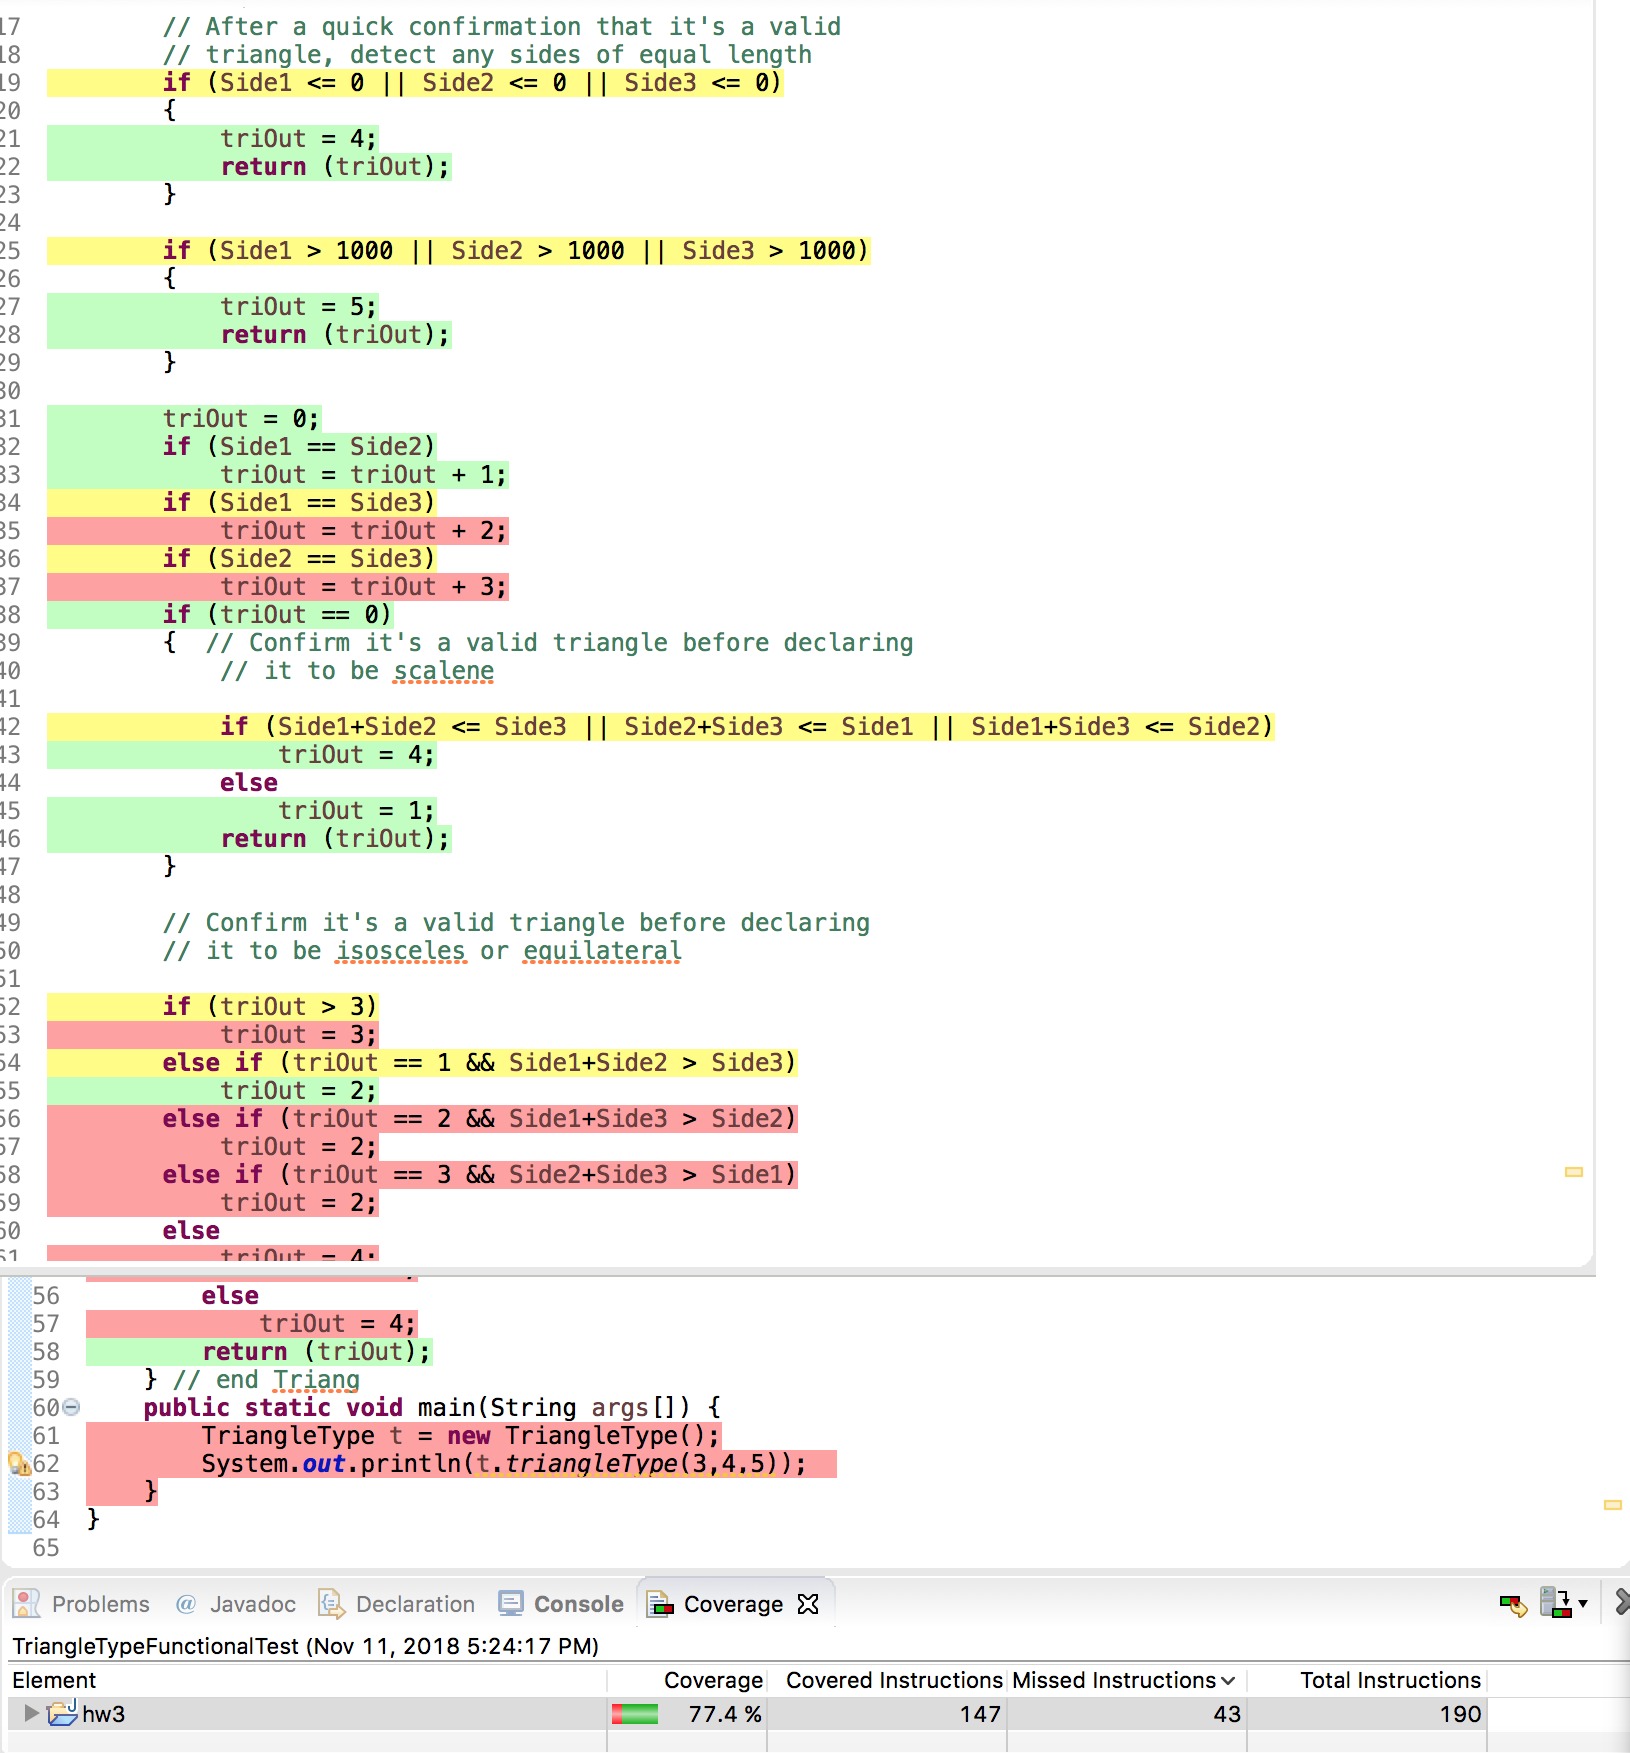 17 // After a quick confirmation that it's a valid
18 // triangle, detect any sides of equal length
19 if (Side1 <= 0 || Side2 <= 0 || Side3 <= 0)
20 {
21 triOut = 4;
22 return (triOut);
23 }
24
25 if (Side1 > 1000 || Side2 > 1000 || Side3 > 1000)
26 {
27 triOut = 5;
28 return (triOut);
29 }
30
31 triOut = 0;
32 if (Side1 == Side2)
33 triOut = triOut + 1;
34 if (Side1 == Side3)
35 triOut = triOut + 2;
36 if (Side2 == Side3)
37 triOut = triOut + 3;
38 if (triOut == 0)
39 { // Confirm it's a valid triangle before declaring
40 // it to be scalene
41
42 if (Side1+Side2 <= Side3 || Side2+Side3 <= Side1 || Side1+Side3 <= Side2)
43 triOut = 4;
44 else
45 triOut = 1;
46 return (triOut);
47 }
48
49 // Confirm it's a valid triangle before declaring
50 // it to be isosceles or equilateral
51
52 if (triOut > 3)
53 triOut = 3;
54 else if (triOut == 1 && Side1+Side2 > Side3)
55 triOut = 2;
56 else if (triOut == 2 && Side1+Side3 > Side2)
57 triOut = 2;
58 else if (triOut == 3 && Side2+Side3 > Side1)
59 triOut = 2;
60 else
61 triOut = 4;
56 else
57 triOut = 4;
58 return (triOut);
59 } // end Triang
60 public static void main(String args[]) {
61 TriangleType t = new TriangleType();
62 System.out.println(t.triangleType(3,4,5));
63 }
64 }
65
Problems @ Javadoc Declaration Console Coverage
TriangleTypeFunctionalTest (Nov 11, 2018 5:24:17 PM)
Element Coverage Covered Instructions Missed Instructions Total Instructions
hw3 77.4 % 147 43 190